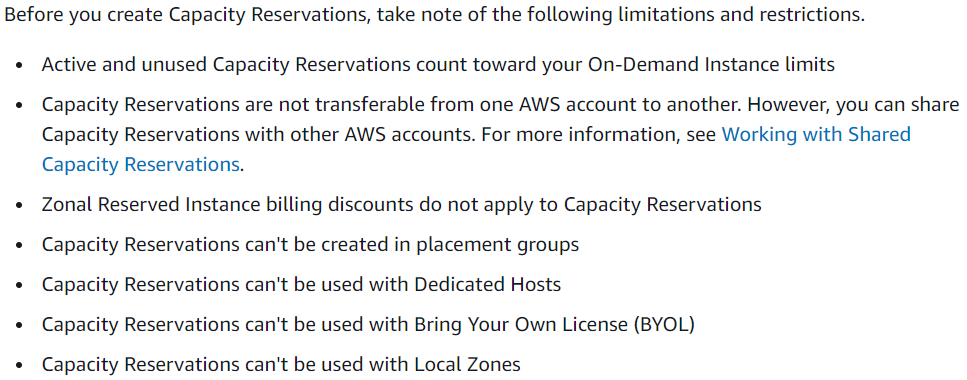 Before you create Capacity Reservations, take note of the following limitations and restrictions.
• Active and unused Capacity Reservations count toward your On-Demand Instance limits
• Capacity Reservations are not transferable from one AWS account to another. However, you can share
Capacity Reservations with other AWS accounts. For more information, see Working with Shared
Capacity Reservations.
• Zonal Reserved Instance billing discounts do not apply to Capacity Reservations
• Capacity Reservations can't be created in placement groups
• Capacity Reservations can't be used with Dedicated Hosts
• Capacity Reservations can't be used with Bring Your Own License (BYOL)
• Capacity Reservations can't be used with Local Zones